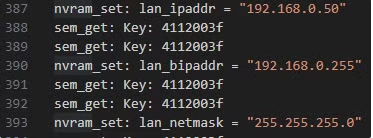 387 nvram_set: lan_ipaddr = "192.168.0.50"
388 sem_get: Key: 4112003f
389 sem_get: Key: 4112003f
390 nvram_set: lan_bipaddr = "192.168.0.255"
391 sem_get: Key: 4112003f
392 sem_get: Key: 4112003f
393 nvram_set: lan_netmask = "255.255.255.0"